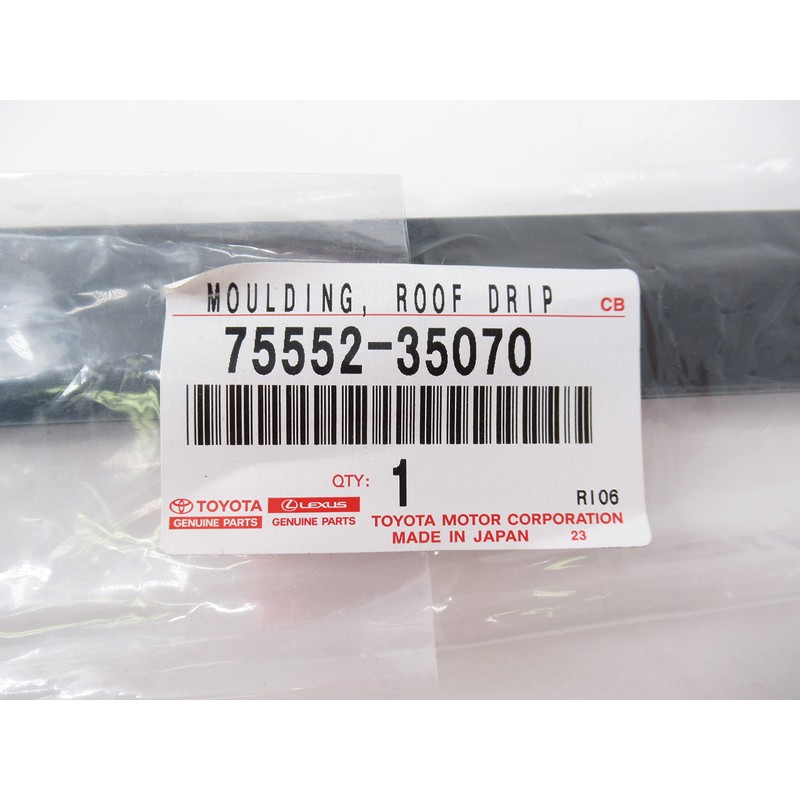 MOULDING, ROOF DRIP CB
75552-35070
QTY: 1
RI06
TOYOTA LEXUS
GENUINE PARTS GENUINE PARTS TOYOTA MOTOR CORPORATION
MADE IN JAPAN 23